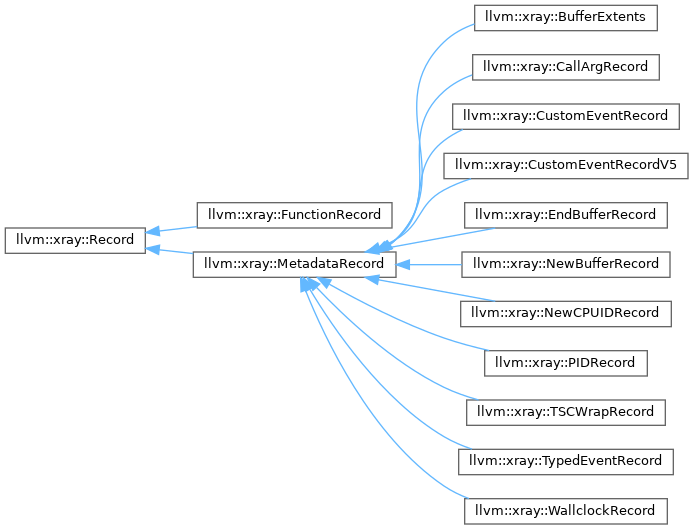 llvm::xray::BufferExtents
llvm::xray::CallArgRecord
llvm::xray::CustomEventRecord
llvm::xray::CustomEventRecordV5
llvm::xray::FunctionRecord
llvm::xray::EndBufferRecord
llvm::xray::Record
llvm::xray::MetadataRecord
llvm::xray::NewBufferRecord
llvm::xray::NewCPUIDRecord
llvm::xray::PIDRecord
llvm::xray::TSCWrapRecord
llvm::xray::TypedEventRecord
llvm::xray::WallclockRecord